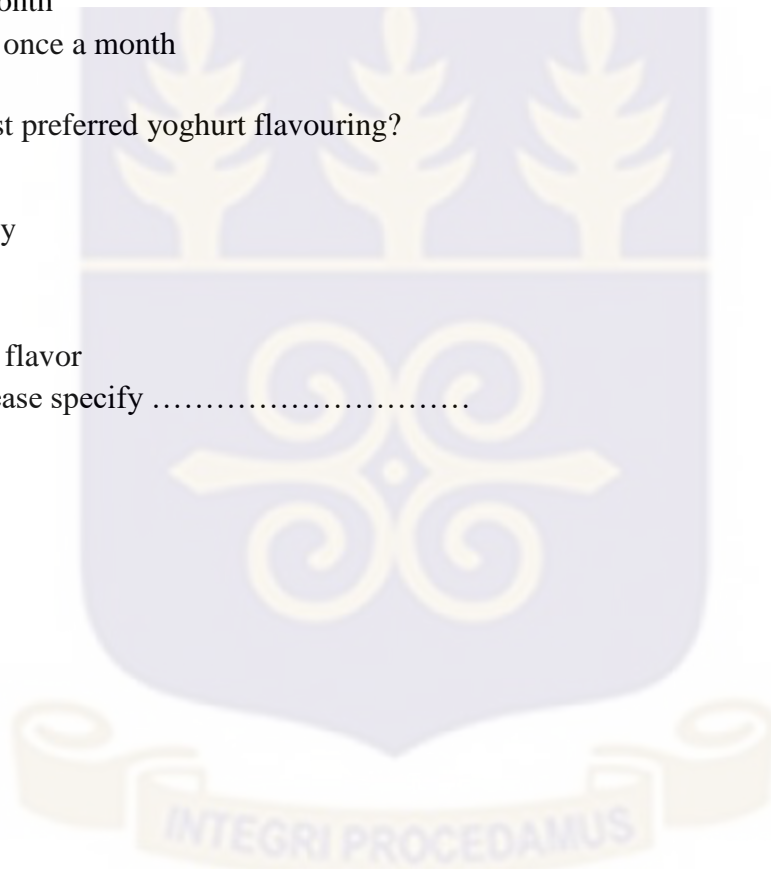 onth
once a month
st preferred yoghurt flavouring?
y
flavor
ease specify …………………………
INTEGRI PROCEDAMUS